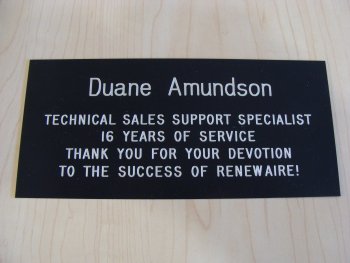 Duane Amundson
TECHNICAL SALES SUPPORT SPECIALIST
16 YEARS OF SERVICE
THANK YOU FOR YOUR DEVOTION
TO THE SUCCESS OF RENEWAIRE!